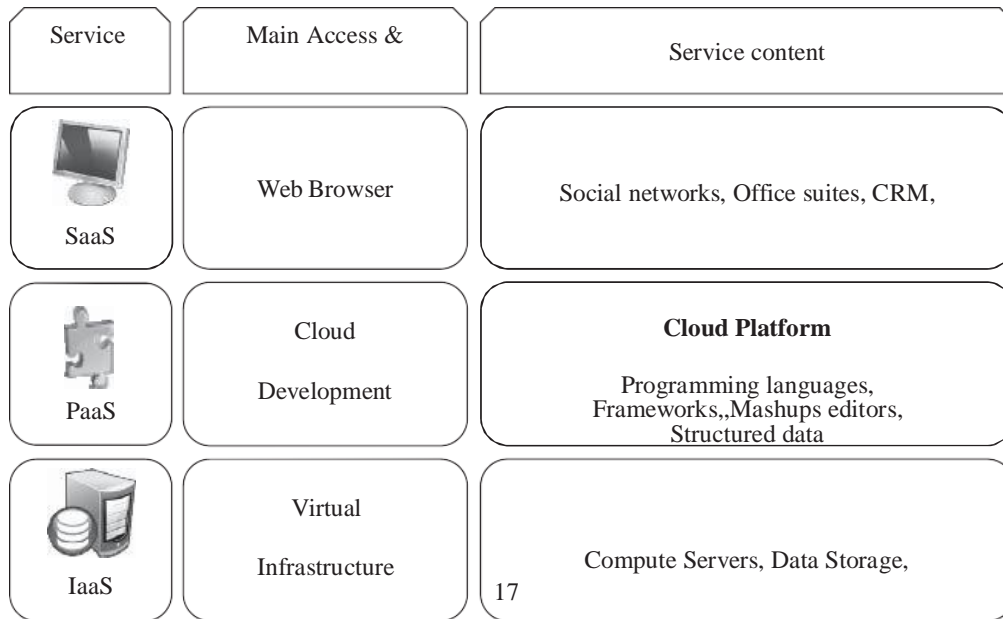 Service
Main Access &
Service content
SaaS
Web Browser
Social networks, Office suites, CRM,
PaaS
Cloud
Development
Cloud Platform
Programming languages,
Frameworks,,Mashups editors,
Structured data
IaaS
Virtual
Infrastructure
Compute Servers, Data Storage,
17